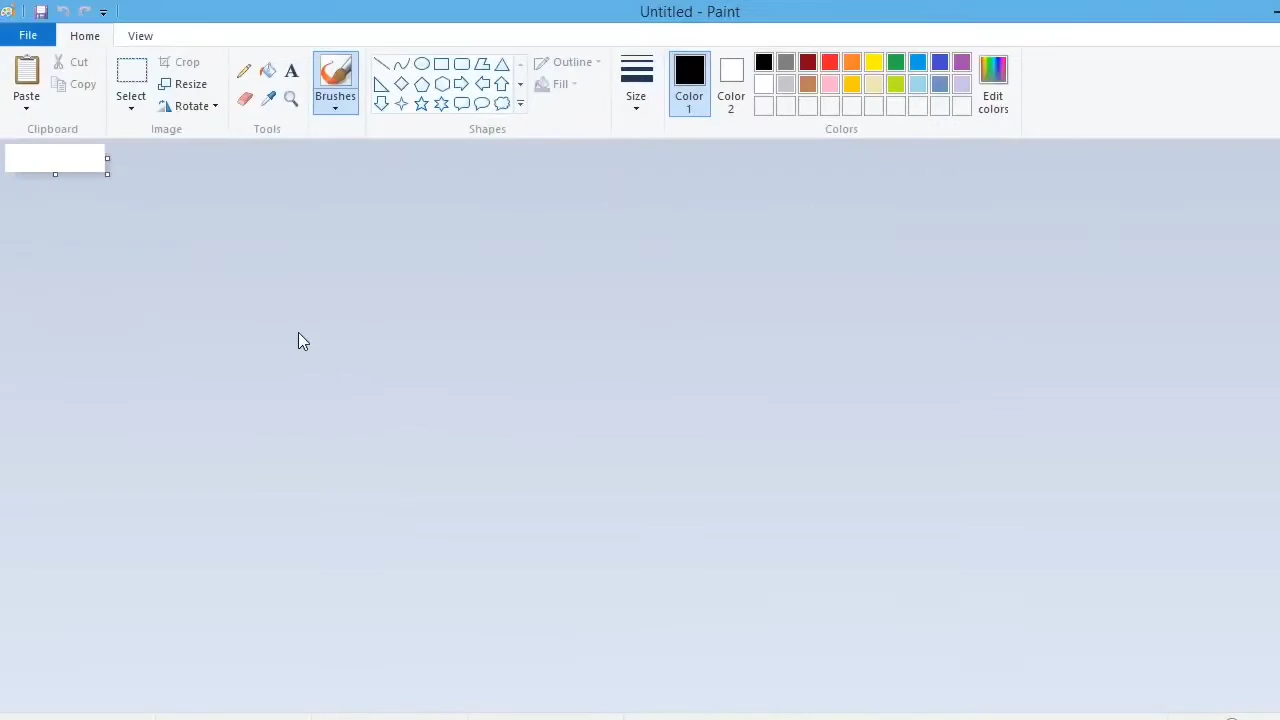 Untitled - Paint
File Home View
Paste Cut Copy Clipboard
Select Crop Resize Rotate Image
A
Tools
Brushes
Outline Fill Shapes
Size
Color 1
Color 2
Edit colors
Colors